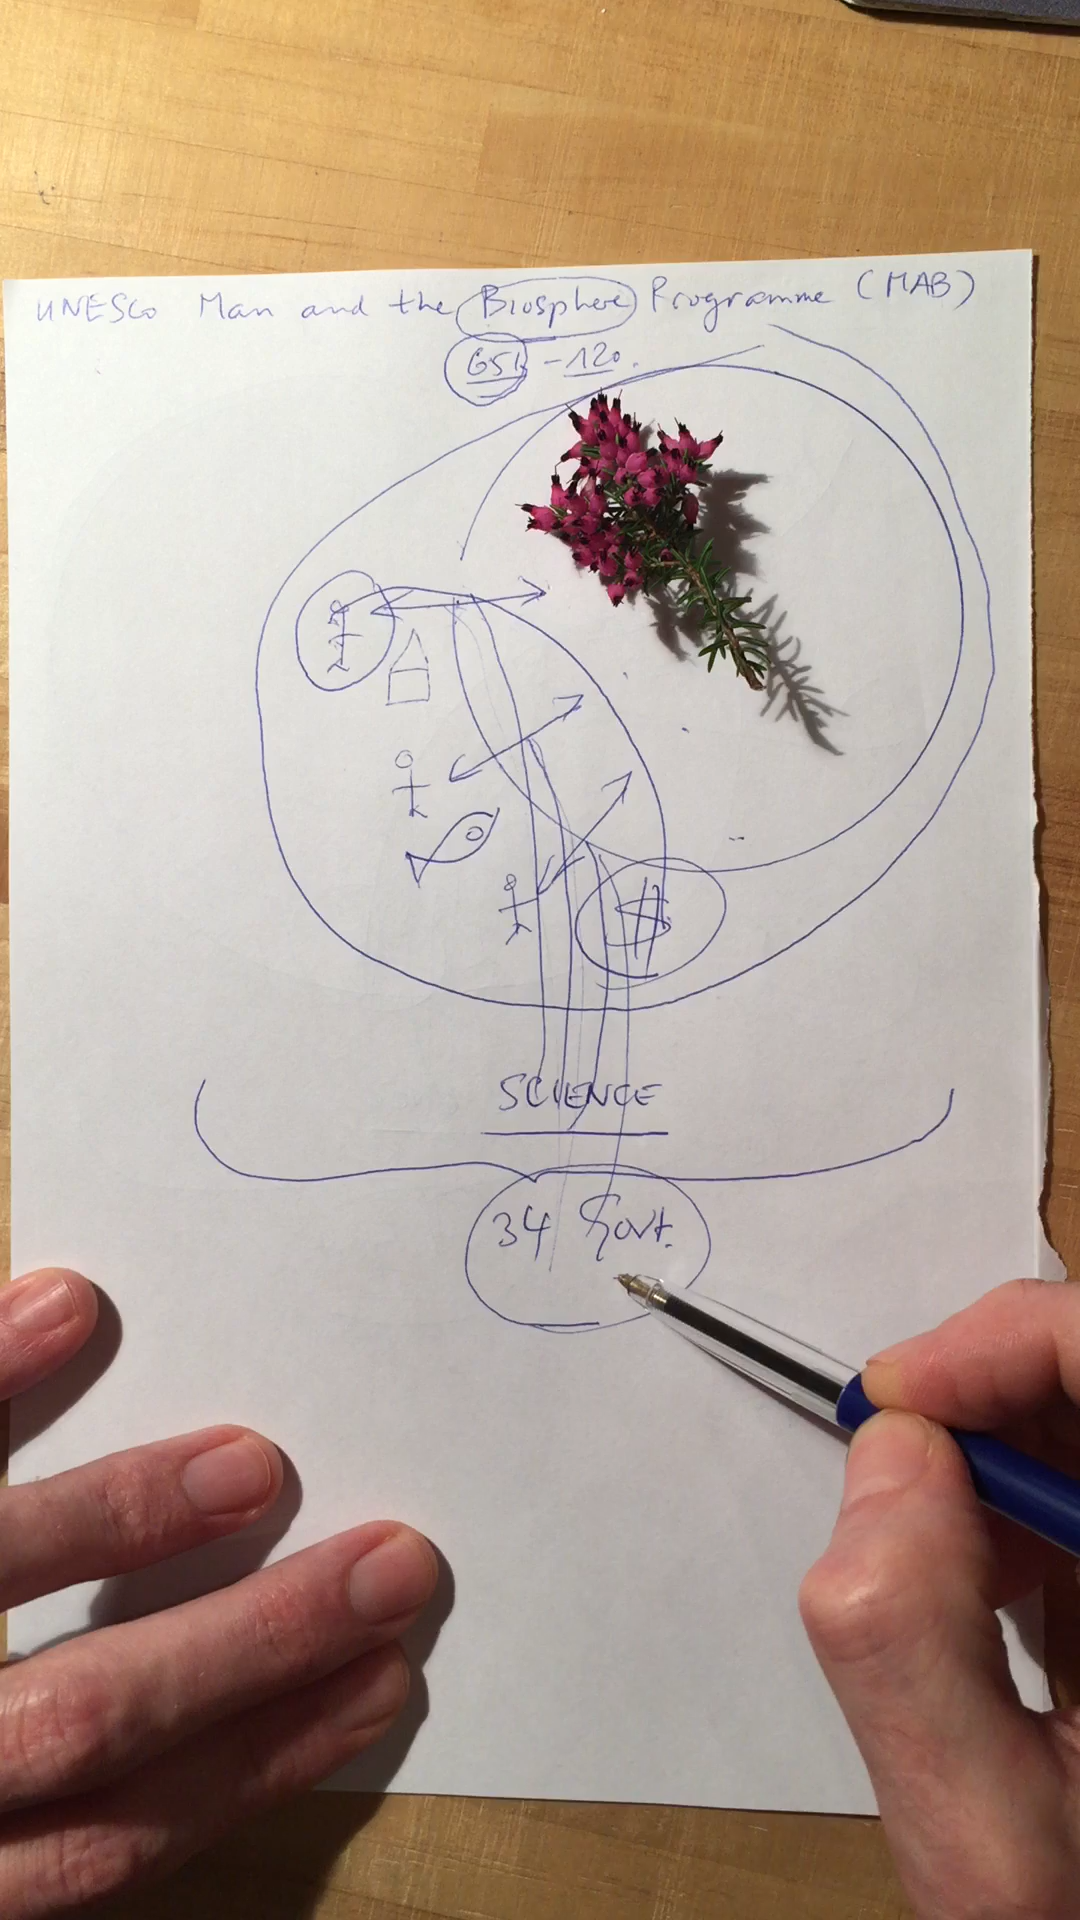 UNESCO Man and the Biosphere Programme (MAB)
651 - 120.
$
SCIENCE
34 Govt.